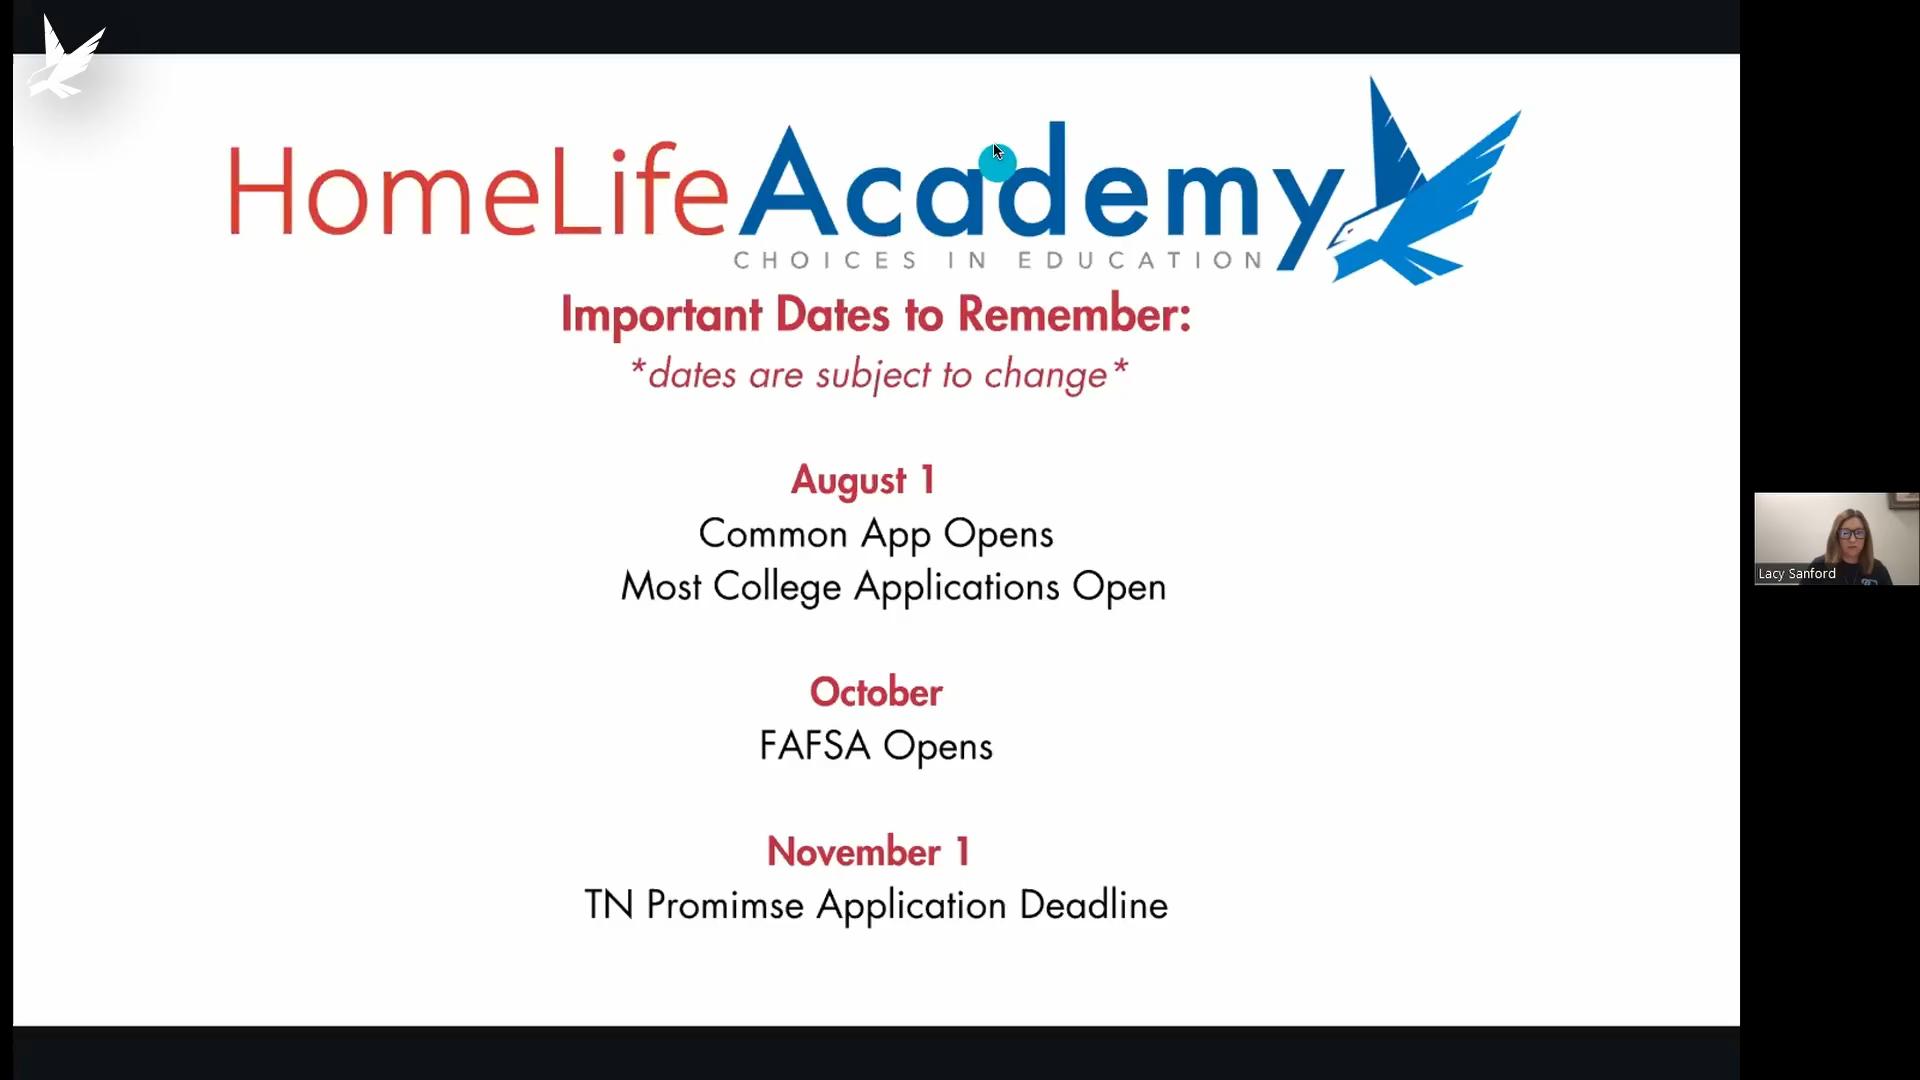 HomeLifeAcademy
CHOICES IN EDUCATION
Important Dates to Remember:
*dates are subject to change*
August 1
Common App Opens
Most College Applications Open
October
FAFSA Opens
November 1
TN Promimse Application Deadline
Lacy Sanford